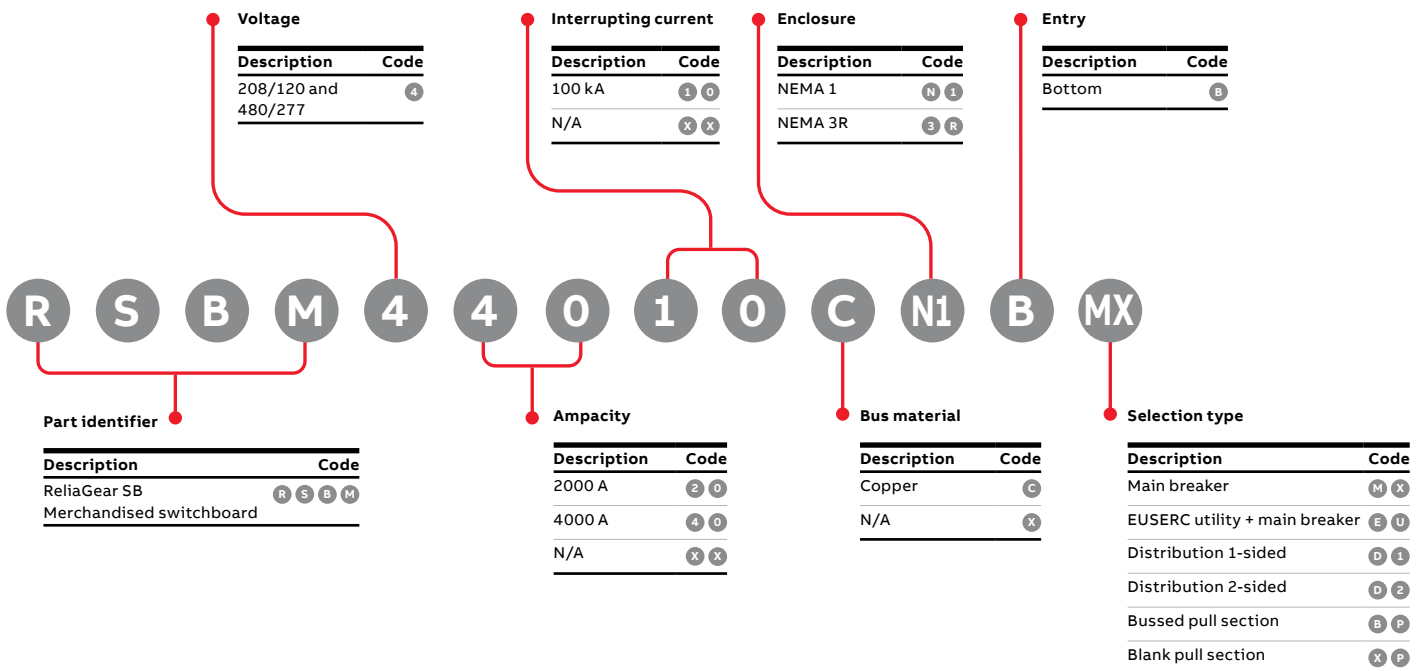 Voltage
Description Code
208/120 and 4
480/277
Interrupting current
Description Code
100 kA 1 0
N/A X X
Enclosure
Description Code
NEMA 1 N 1
NEMA 3R 3 R
Entry
Description Code
Bottom B
R S B M 4 4 0 1 0 C N1 B MX
Part identifier
Description Code
ReliaGear SB R S B M
Merchandised switchboard
Ampacity
Description Code
2000 A 2 0
4000 A 4 0
N/A X X
Bus material
Description Code
Copper C
N/A X
Selection type
Description Code
Main breaker M X
EUSERC utility + main breaker E U
Distribution 1-sided D 1
Distribution 2-sided D 2
Bussed pull section B P
Blank pull section X P